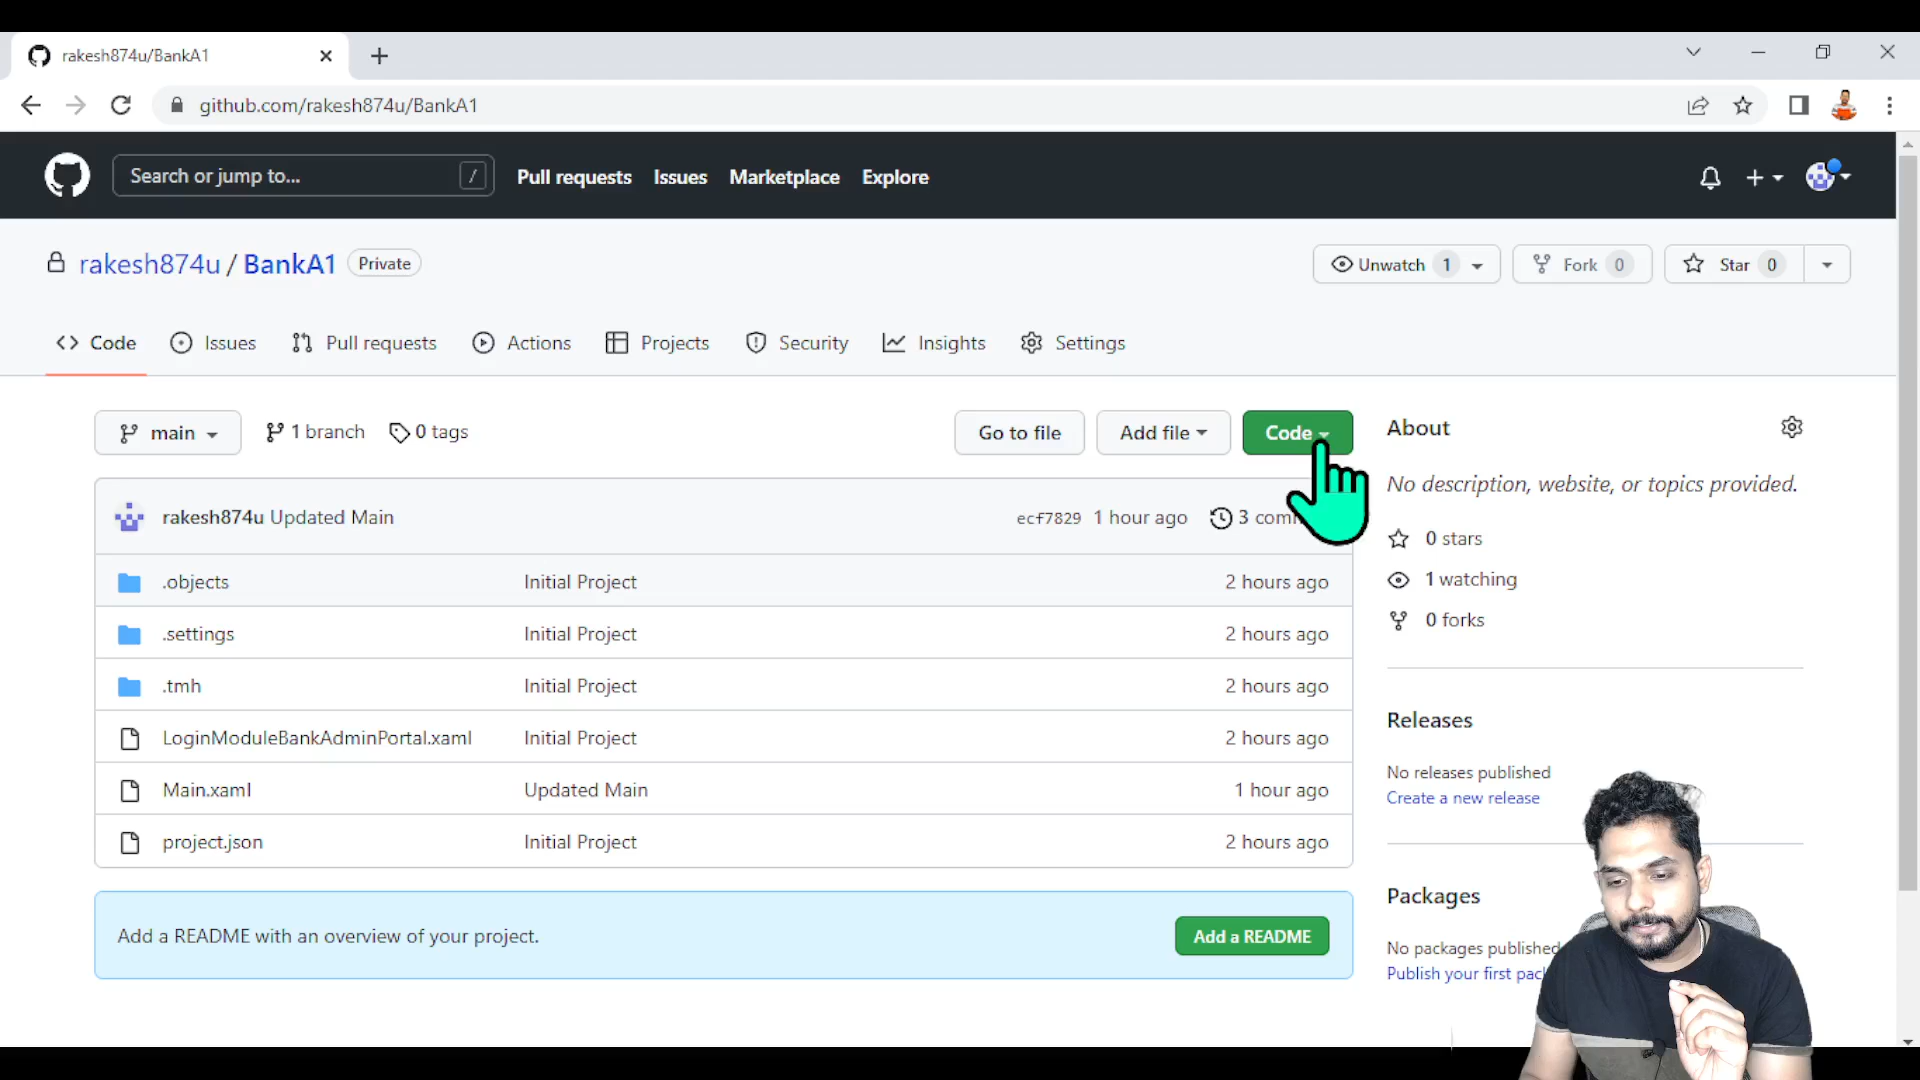 rakesh874u/BankA1
github.com/rakesh874u/BankA1
Search or jump to... / Pull requests Issues Marketplace Explore
rakesh874u / BankA1 Private Unwatch 1 Fork 0 Star 0
Code Issues Pull requests Actions Projects Security Insights Settings
main 1 branch 0 tags Go to file Add file Code
rakesh874u Updated Main ecf7829 1 hour ago 3
.objects Initial Project 2 hours ago
.settings Initial Project 2 hours ago
.tmh Initial Project 2 hours ago
LoginModuleBankAdminPortal.xaml Initial Project 2 hours ago
Main.xaml Updated Main 1 hour ago
project.json Initial Project 2 hours ago
Add a README with an overview of your project. Add a README
About
No description, website, or topics provided.
0 stars
1 watching
0 forks
Releases
No releases published
Create a new release
Packages
No packages published
Publish your first